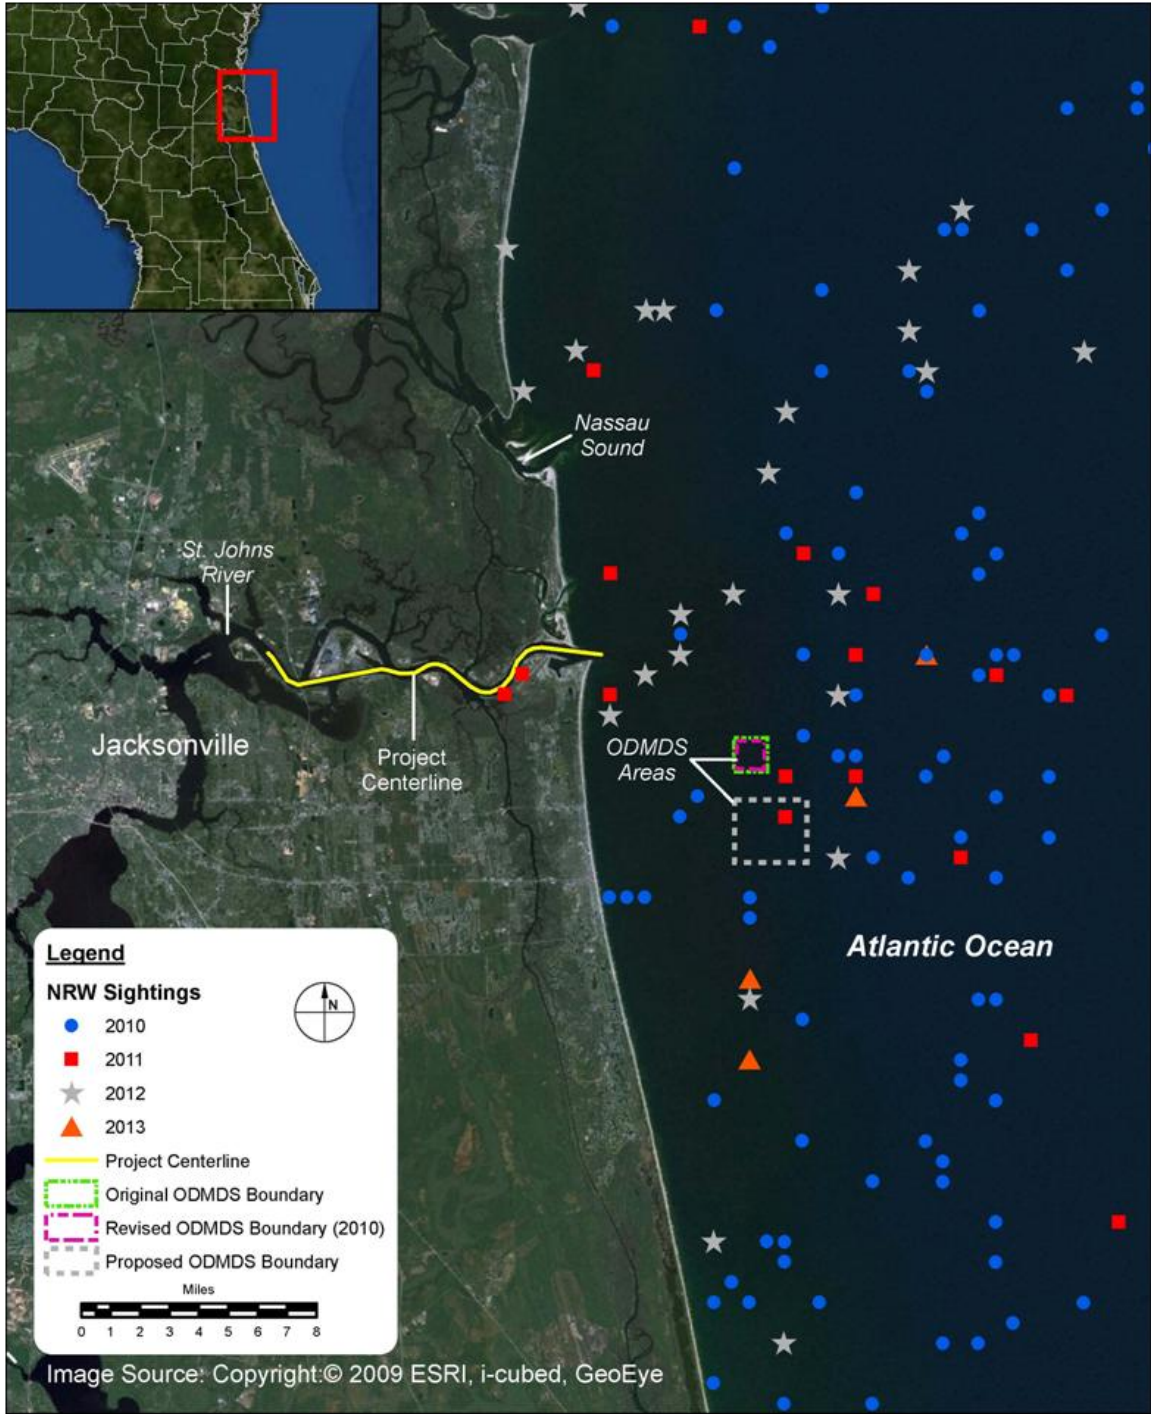 Nassau
Sound
St. Johns
River
Jacksonville
Project
Centerline
ODMDS
Areas
Atlantic Ocean
Legend
NRW Sightings
N
2010
2011
2012
2013
Project Centerline
Original ODMDS Boundary
Revised ODMDS Boundary (2010)
Proposed ODMDS Boundary
Miles
0 1 2 3 4 5 6 7 8
Image Source: Copyright:© 2009 ESRI, i-cubed, GeoEye